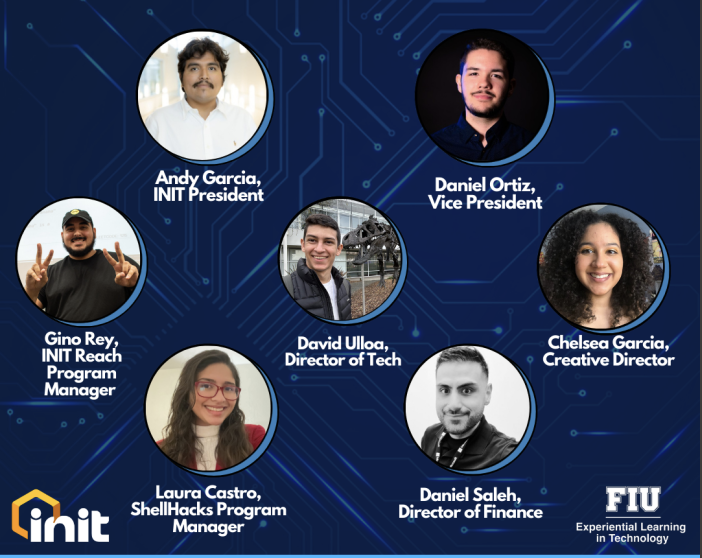 Andy Garcia,
INIT President
Daniel Ortiz,
Vice President
Gino Rey,
INIT Reach
Program
Manager
David Ulloa,
Director of Tech
Chelsea Garcia,
Creative Director
Laura Castro,
ShellHacks Program
Manager
Daniel Saleh,
Director of Finance
init
FIU
Experiential Learning
in Technology